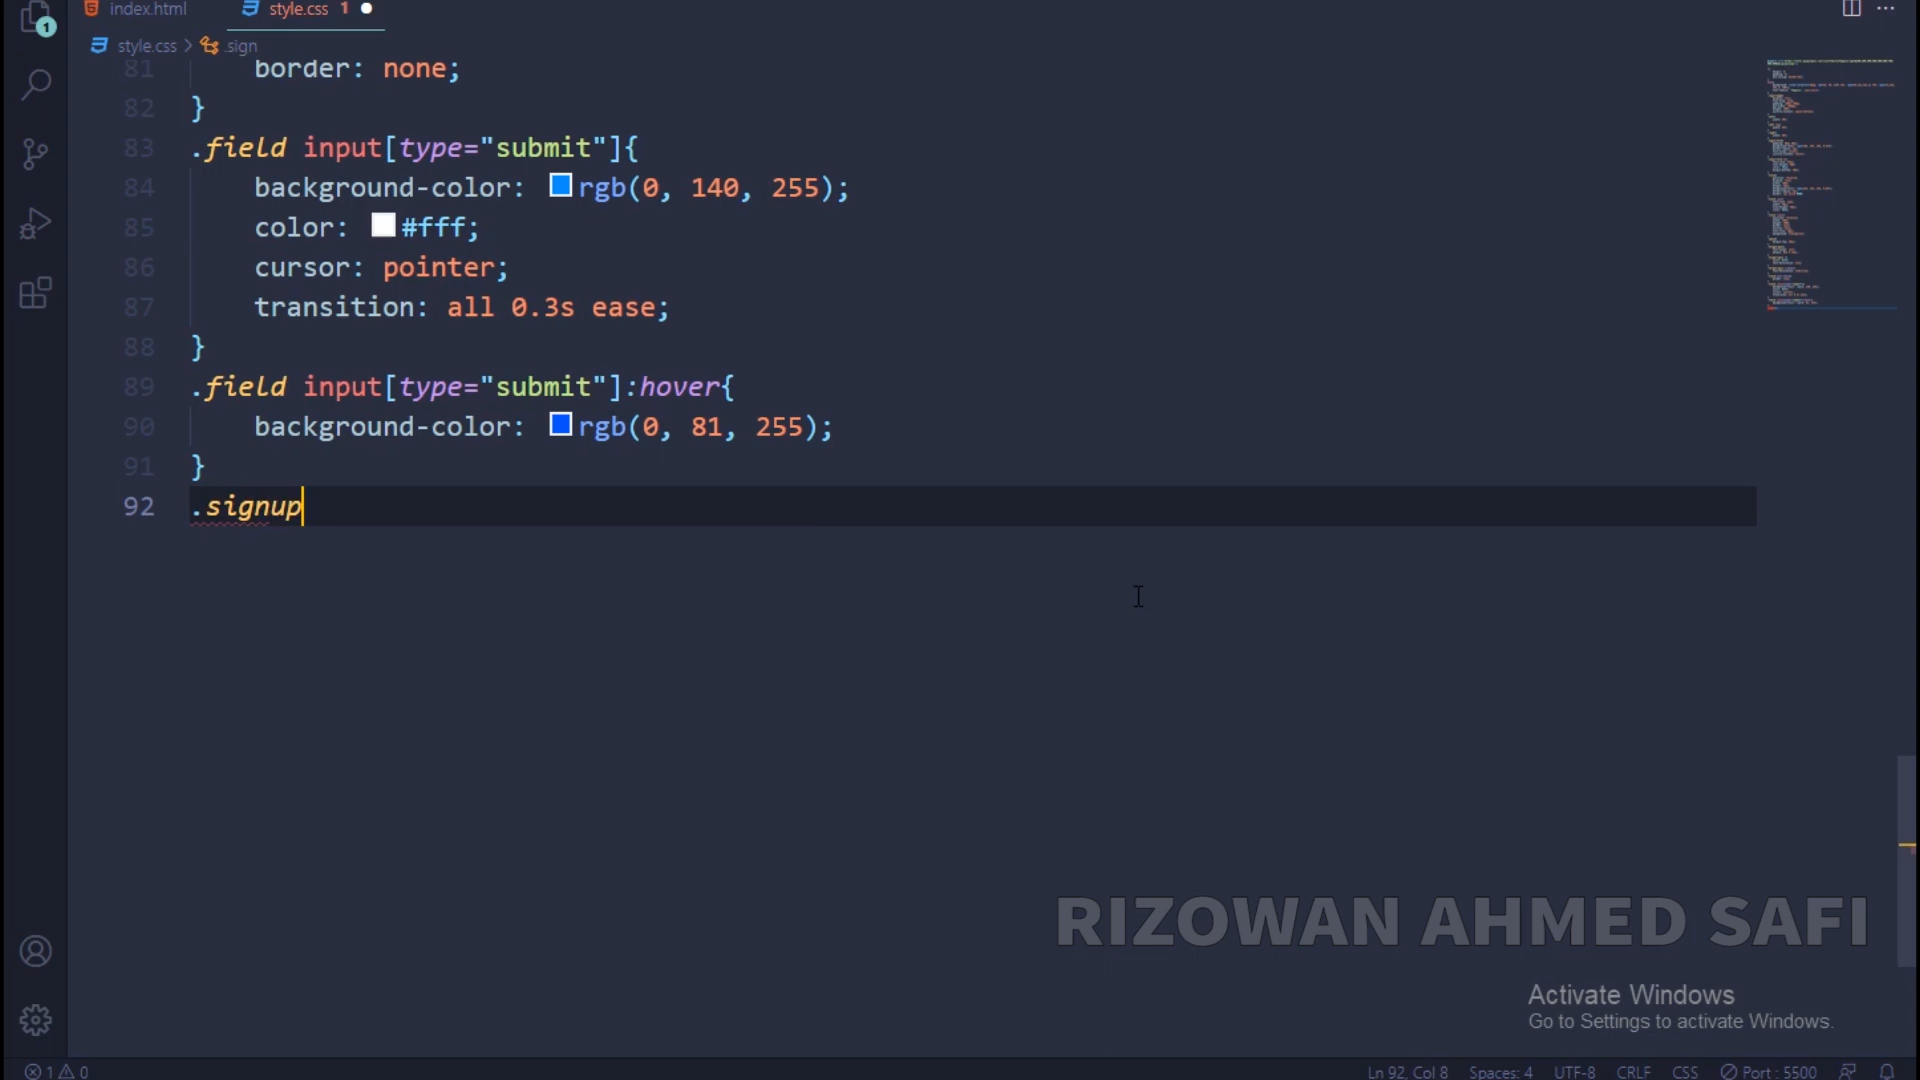 index.html
style.css 1
style.css > .sign
81 border: none;
82 }
83 .field input[type="submit"]{
84 background-color: rgb(0, 140, 255);
85 color: #fff;
86 cursor: pointer;
87 transition: all 0.3s ease;
88 }
89 .field input[type="submit"]:hover{
90 background-color: rgb(0, 81, 255);
91 }
92 .signup
1
RIZOWAN AHMED SAFI
Activate Windows
Go to Settings to activate Windows.
1 0 Ln 92, Col 8 Spaces: 4 UTF-8 CRLF CSS Port : 5500